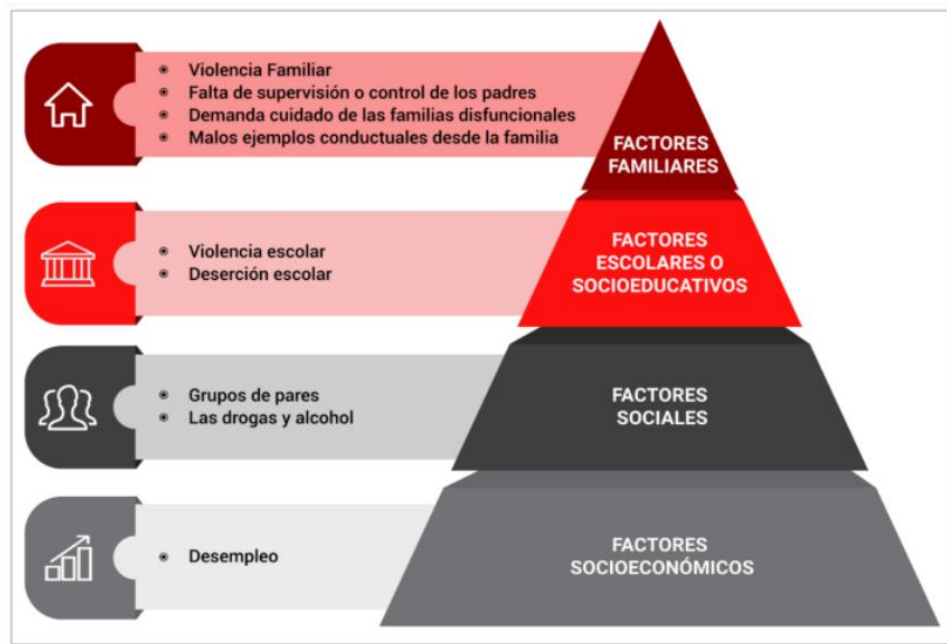 Violencia Familiar
Falta de supervisión o control de los padres
Demanda cuidado de las familias disfuncionales
Malos ejemplos conductuales desde la familia
FACTORES
FAMILIARES
Violencia escolar
Deserción escolar
FACTORES
ESCOLARES O
SOCIOEDUCATIVOS
Grupos de pares
Las drogas y alcohol
FACTORES
SOCIALES
Desempleo
FACTORES
SOCIOECONÓMICOS